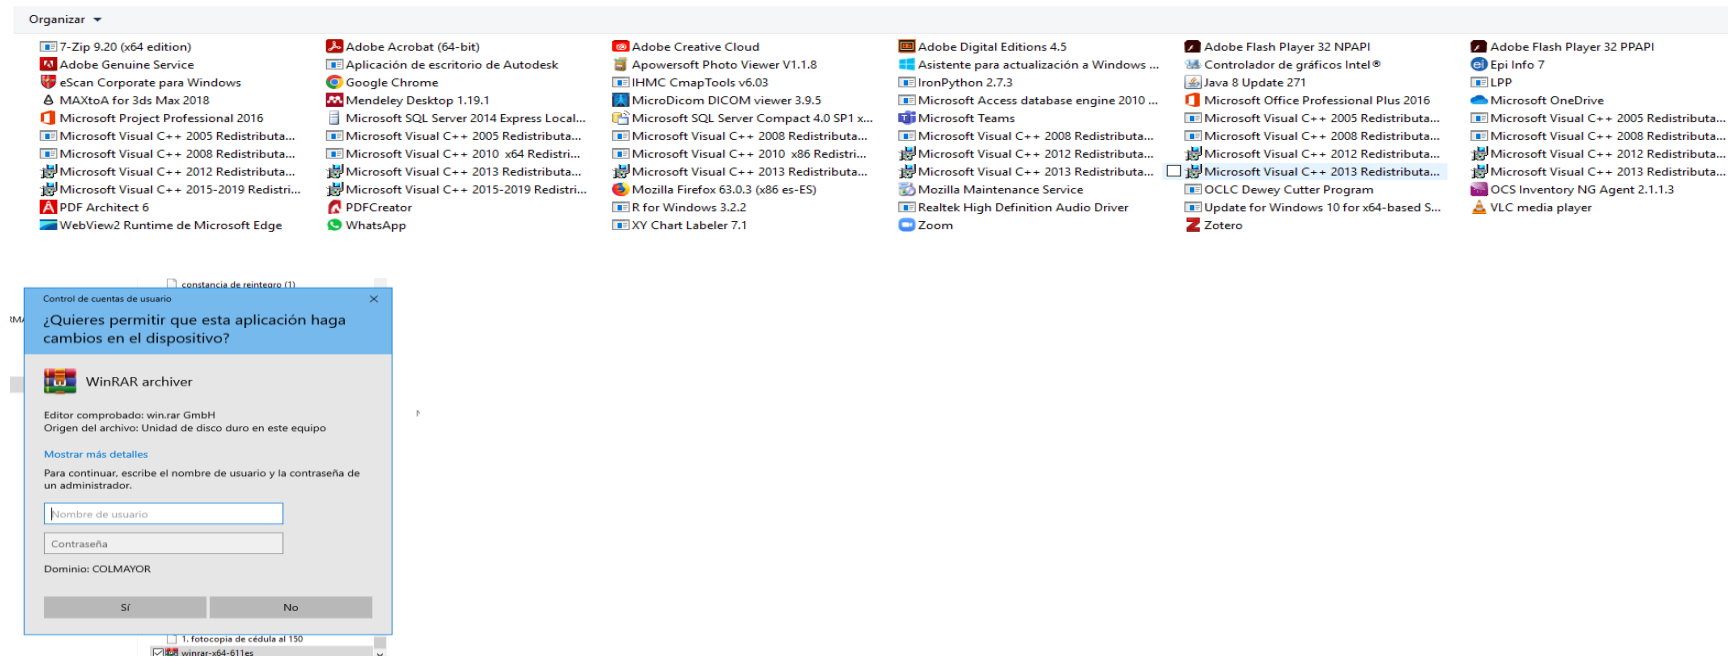 Organizar
7-Zip 9.20 (x64 edition) Adobe Acrobat (64-bit) Adobe Creative Cloud Adobe Digital Editions 4.5 Adobe Flash Player 32 NPAPI Adobe Flash Player 32 PPAPI
Adobe Genuine Service Aplicación de escritorio de Autodesk Apowersoft Photo Viewer V1.1.8 Asistente para actualización a Windows ... Controlador de gráficos Intel® Epi Info 7
eScan Corporate para Windows Google Chrome IHMC CmapTools v6.03 IronPython 2.7.3 Java 8 Update 271 LPP
MAXtoA for 3ds Max 2018 Mendeley Desktop 1.19.1 MicroDicom DICOM viewer 3.9.5 Microsoft Access database engine 2010 ... Microsoft Office Professional Plus 2016 Microsoft OneDrive
Microsoft Project Professional 2016 Microsoft SQL Server 2014 Express Local... Microsoft SQL Server Compact 4.0 SP1 x... Microsoft Teams Microsoft Visual C++ 2005 Redistributa... Microsoft Visual C++ 2005 Redistributa...
Microsoft Visual C++ 2005 Redistributa... Microsoft Visual C++ 2005 Redistributa... Microsoft Visual C++ 2008 Redistributa... Microsoft Visual C++ 2008 Redistributa... Microsoft Visual C++ 2008 Redistributa... Microsoft Visual C++ 2008 Redistributa...
Microsoft Visual C++ 2008 Redistributa... Microsoft Visual C++ 2010 x64 Redistri... Microsoft Visual C++ 2010 x86 Redistri... Microsoft Visual C++ 2012 Redistributa... Microsoft Visual C++ 2012 Redistributa... Microsoft Visual C++ 2012 Redistributa...
Microsoft Visual C++ 2012 Redistributa... Microsoft Visual C++ 2013 Redistributa... Microsoft Visual C++ 2013 Redistributa... Microsoft Visual C++ 2013 Redistributa... Microsoft Visual C++ 2013 Redistributa... Microsoft Visual C++ 2013 Redistributa...
Microsoft Visual C++ 2015-2019 Redistri... Microsoft Visual C++ 2015-2019 Redistri... Mozilla Firefox 63.0.3 (x86 es-ES) Mozilla Maintenance Service OCLC Dewey Cutter Program OCS Inventory NG Agent 2.1.1.3
PDF Architect 6 PDFCreator R for Windows 3.2.2 Realtek High Definition Audio Driver Update for Windows 10 for x64-based S... VLC media player
WebView2 Runtime de Microsoft Edge WhatsApp XY Chart Labeler 7.1 Zoom Zotero
constancia de reintegro (1)
Control de cuentas de usuario
¿Quieres permitir que esta aplicación haga
cambios en el dispositivo?
WinRAR archiver
Editor comprobado: win.rar GmbH
Origen del archivo: Unidad de disco duro en este equipo
Mostrar más detalles
Para continuar, escribe el nombre de usuario y la contraseña de
un administrador.
Nombre de usuario
Contraseña
Dominio: COLMAYOR
Sí No
1. fotocopia de cédula al 150
winrar-x64-611es